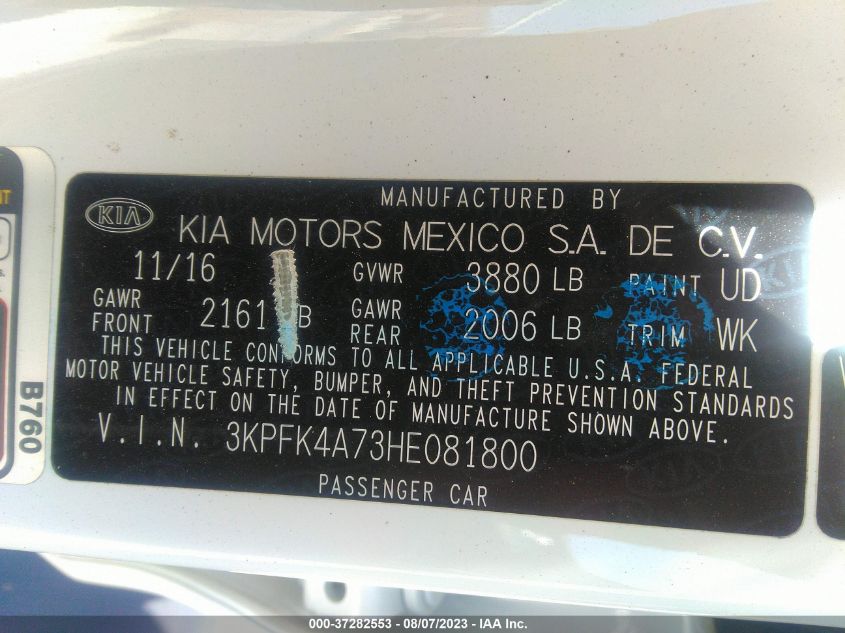 MANUFACTURED BY
KIA
KIA MOTORS MEXICO S.A. DE C.V.
11/16 GVWR 3880 LB PAINT UD
GAWR FRONT 2161 LB GAWR REAR 2006 LB TRIM WK
THIS VEHICLE CONFORMS TO ALL APPLICABLE U.S.A. FEDERAL
MOTOR VEHICLE SAFETY, BUMPER, AND THEFT PREVENTION STANDARDS
IN EFFECT ON THE DATE OF MANUFACTURE SHOWN ABOVE.
V.I.N. 3KPFK4A73HE081800
PASSENGER CAR
B760
000-37282553 - 08/07/2023 - IAA Inc.